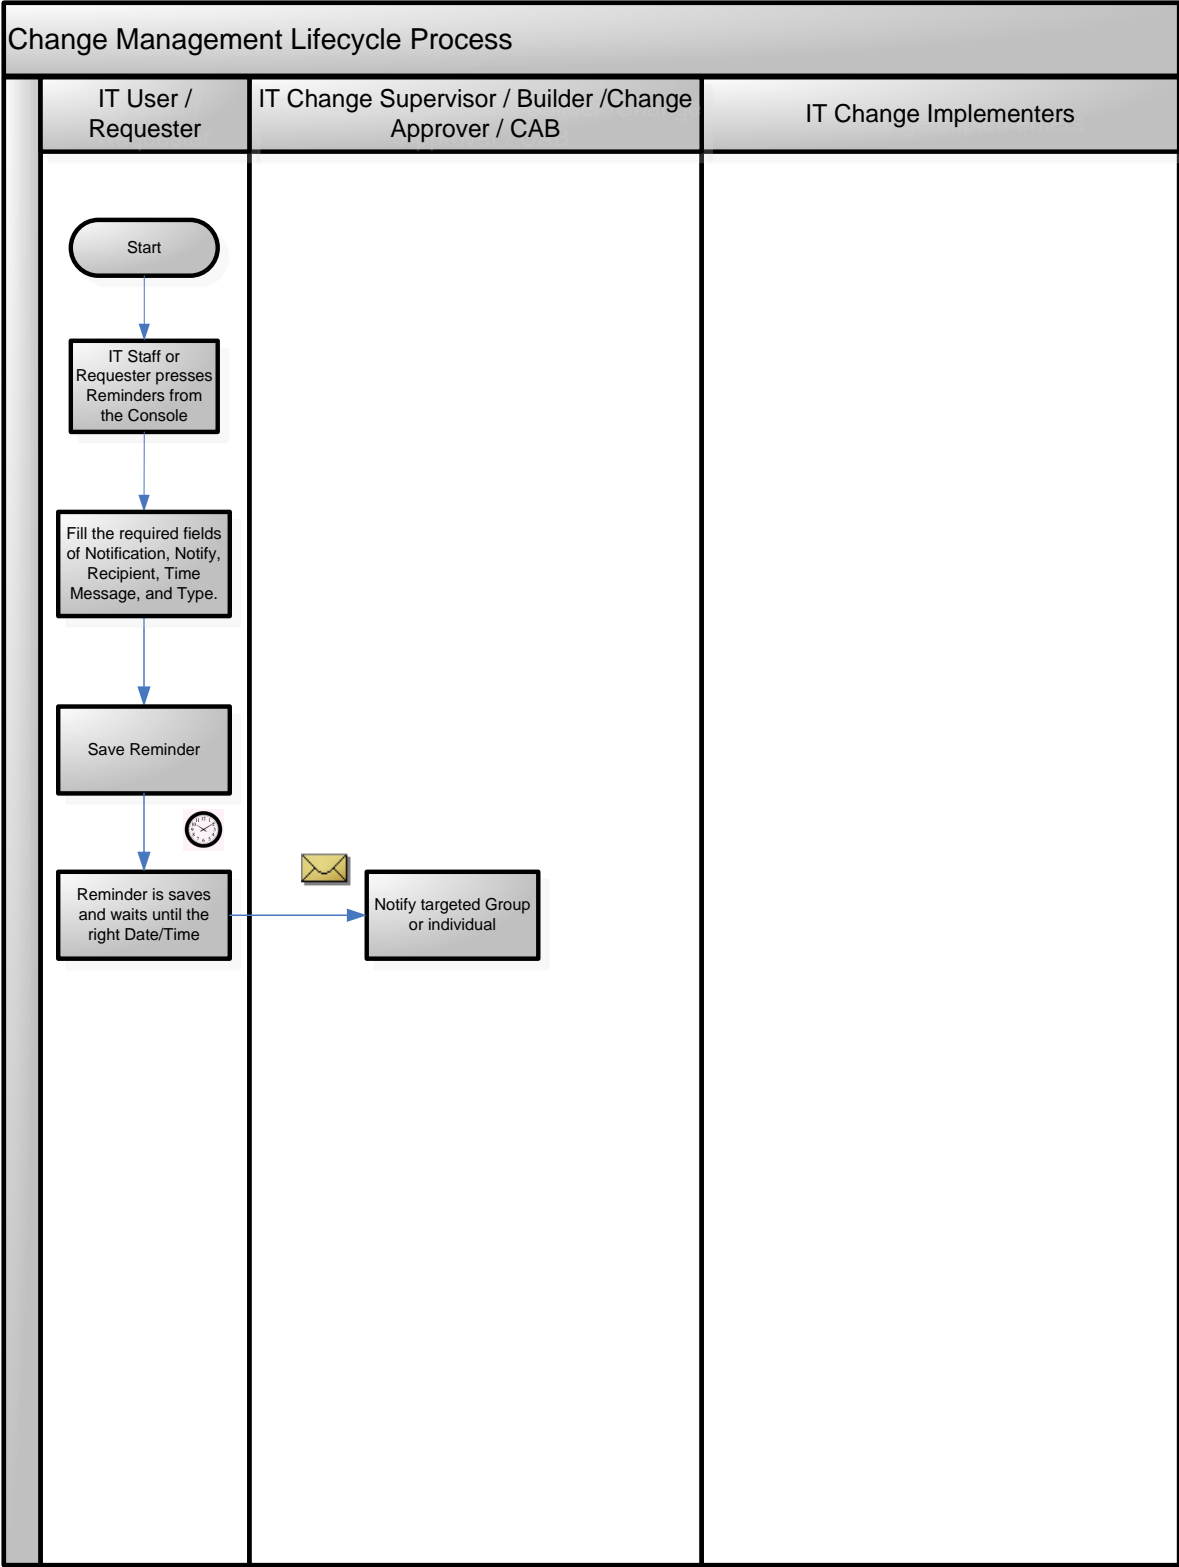 Change Management Lifecycle Process
IT User /
Requester
IT Change Supervisor / Builder /Change
Approver / CAB
IT Change Implementers
Start
IT Staff or
Requester presses
Reminders from
the Console
Fill the required fields
of Notification, Notify,
Recipient, Time
Message, and Type.
Save Reminder
Reminder is saves
and waits until the
right Date/Time
Notify targeted Group
or individual